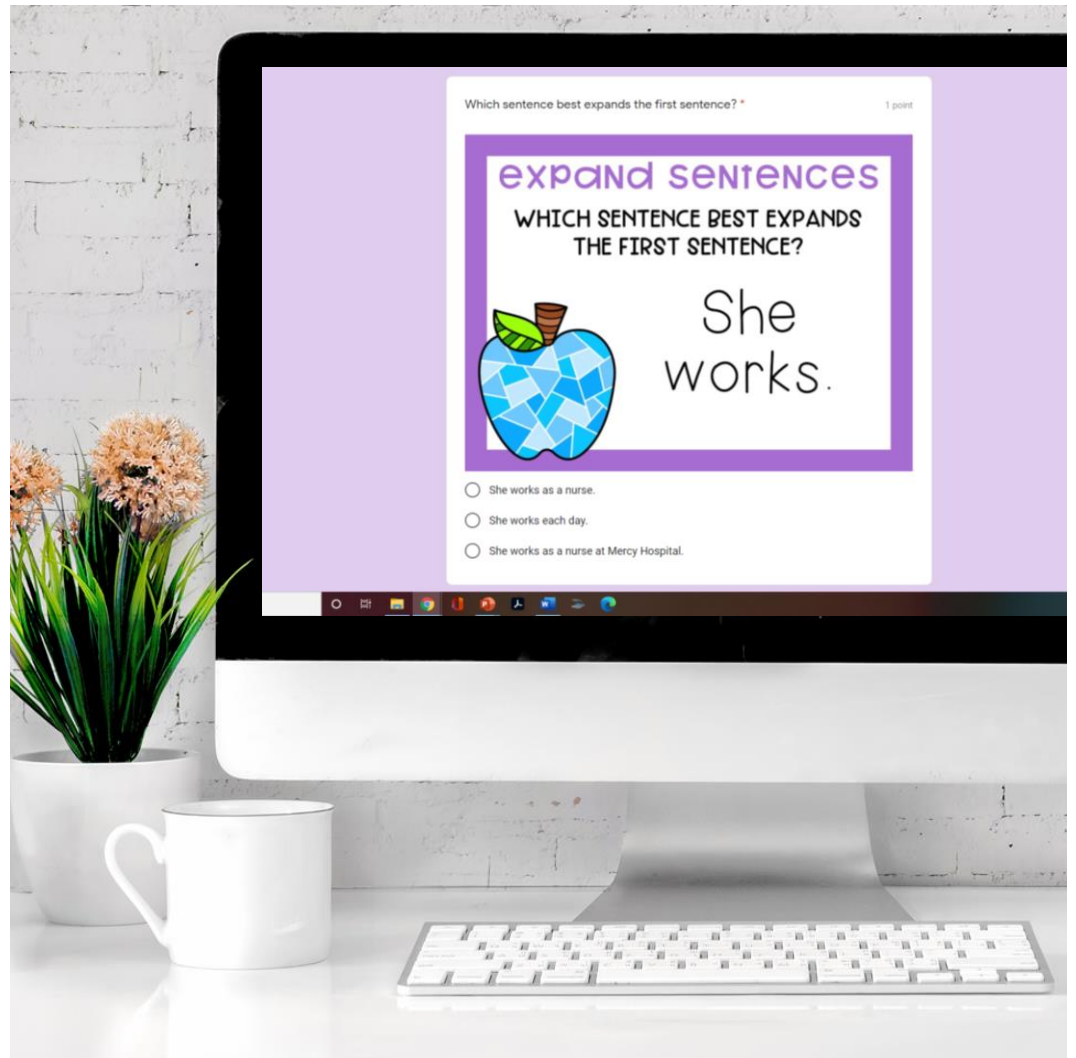 Which sentence best expands the first sentence? *
1 point
expand sentences
WHICH SENTENCE BEST EXPANDS
THE FIRST SENTENCE?
She
works.
She works as a nurse.
She works each day.
She works as a nurse at Mercy Hospital.